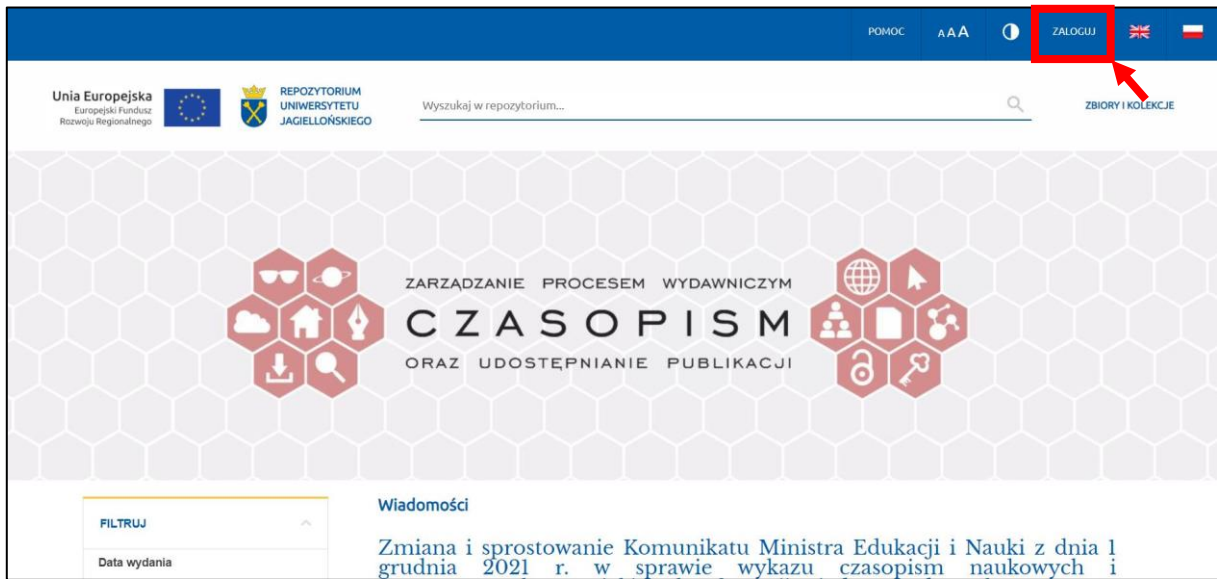 POMOC AAA ZALOGUJ
Unia Europejska
Europejski Fundusz
Rozwoju Regionalnego
REPOZYTORIUM
UNIWERSYTETU
JAGIELLOŃSKIEGO
Wyszukaj w repozytorium...
ZBIORY I KOLEKCJE
ZARZĄDZANIE PROCESEM WYDAWNICZYM
CZASOPISM
ORAZ UDOSTĘPNIANIE PUBLIKACJI
FILTRUJ
Data wydania
Wiadomości
Zmiana i sprostowanie Komunikatu Ministra Edukacji i Nauki z dnia 1
grudnia 2021 r. w sprawie wykazu czasopism naukowych i